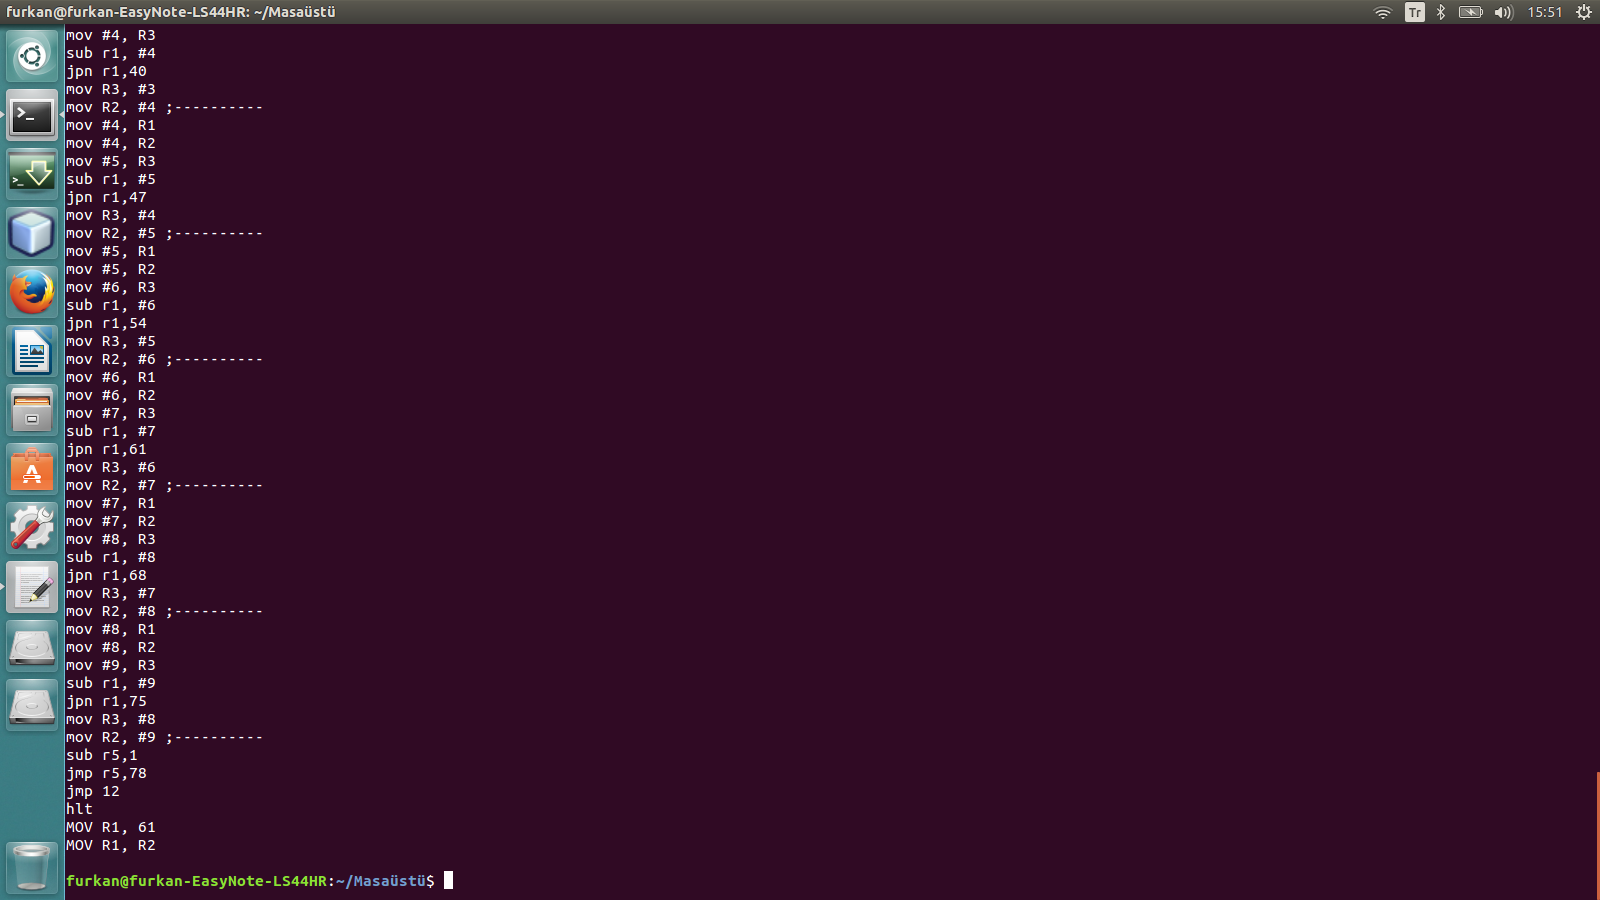 furkan@furkan-EasyNote-LS44HR: ~/Masaüstü
Tr
15:51
mov #4, R3
sub r1, #4
jpn r1,40
mov R3, #3
mov R2, #4 ;----------
mov #4, R1
mov #4, R2
mov #5, R3
sub r1, #5
jpn r1,47
mov R3, #4
mov R2, #5 ;----------
mov #5, R1
mov #5, R2
mov #6, R3
sub r1, #6
jpn r1,54
mov R3, #5
mov R2, #6 ;----------
mov #6, R1
mov #6, R2
mov #7, R3
sub r1, #7
jpn r1,61
mov R3, #6
mov R2, #7 ;----------
mov #7, R1
mov #7, R2
mov #8, R3
sub r1, #8
jpn r1,68
mov R3, #7
mov R2, #8 ;----------
mov #8, R1
mov #8, R2
mov #9, R3
sub r1, #9
jpn r1,75
mov R3, #8
mov R2, #9 ;----------
sub r5,1
jmp r5,78
jmp 12
hlt
MOV R1, 61
MOV R1, R2
furkan@furkan-EasyNote-LS44HR:~/Masaüstü$